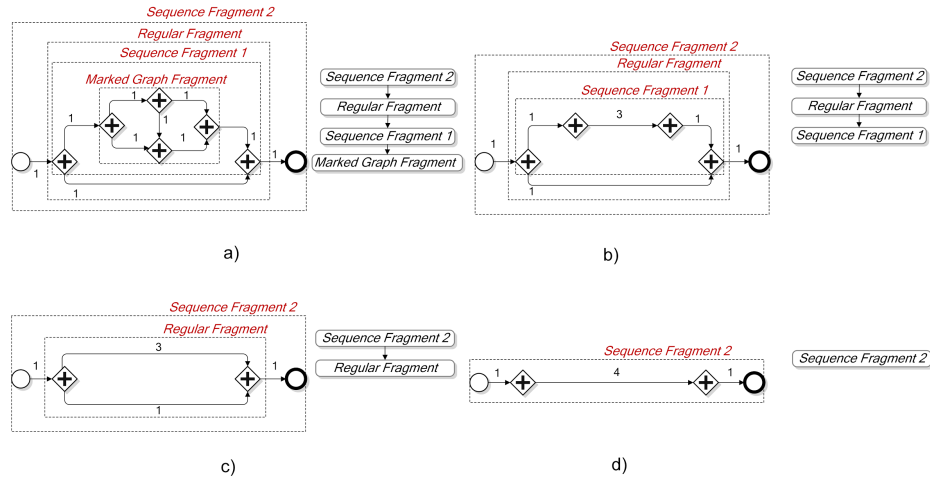 Sequence Fragment 2
Regular Fragment
Sequence Fragment 1
Marked Graph Fragment
1
1
1
1
1
1
1
1
1
1
1
Sequence Fragment 2
Regular Fragment
Sequence Fragment 1
Marked Graph Fragment
a)
Sequence Fragment 2
Regular Fragment
Sequence Fragment 1
1
3
1
1
1
1
Sequence Fragment 2
Regular Fragment
Sequence Fragment 1
b)
Sequence Fragment 2
Regular Fragment
1
3
1
1
Sequence Fragment 2
Regular Fragment
c)
Sequence Fragment 2
1
4
1
Sequence Fragment 2
d)